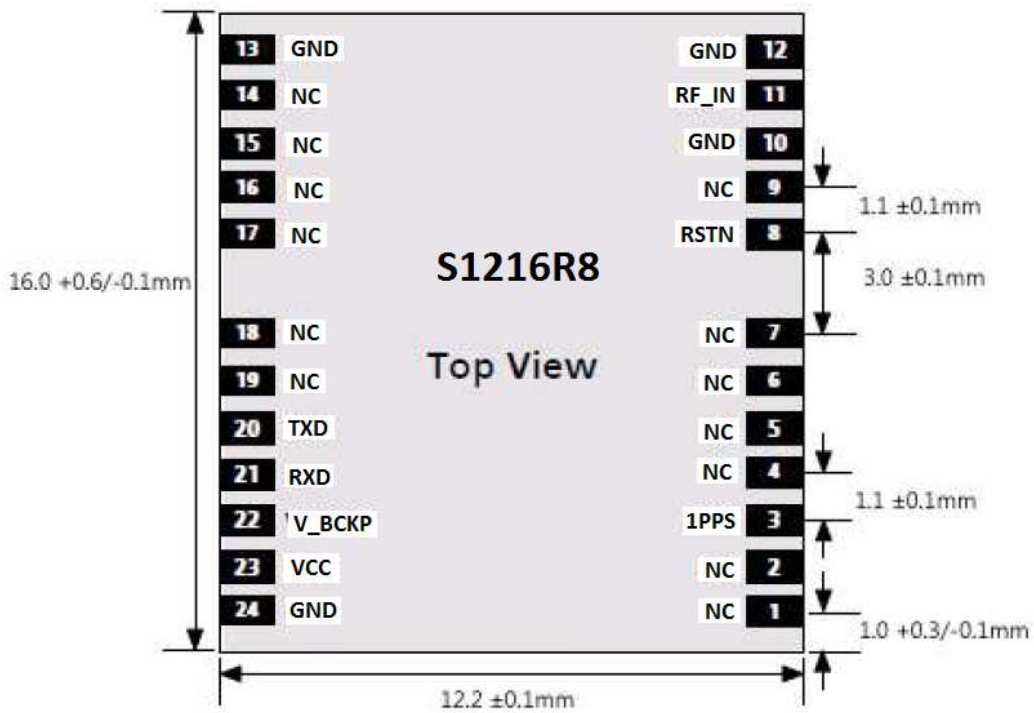 13 GND GND 12
14 NC RF_IN 11
15 NC GND 10
16 NC NC 9
1.1 ±0.1mm
17 NC RSTN 8
S1216R8
16.0 +0.6/-0.1mm
3.0 ±0.1mm
18 NC NC 7
Top View
19 NC NC 6
20 TXD NC 5
21 RXD NC 4
1.1 ±0.1mm
22 V_BCKP 1PPS 3
23 VCC NC 2
24 GND NC 1
1.0 +0.3/-0.1mm
12.2 ±0.1mm